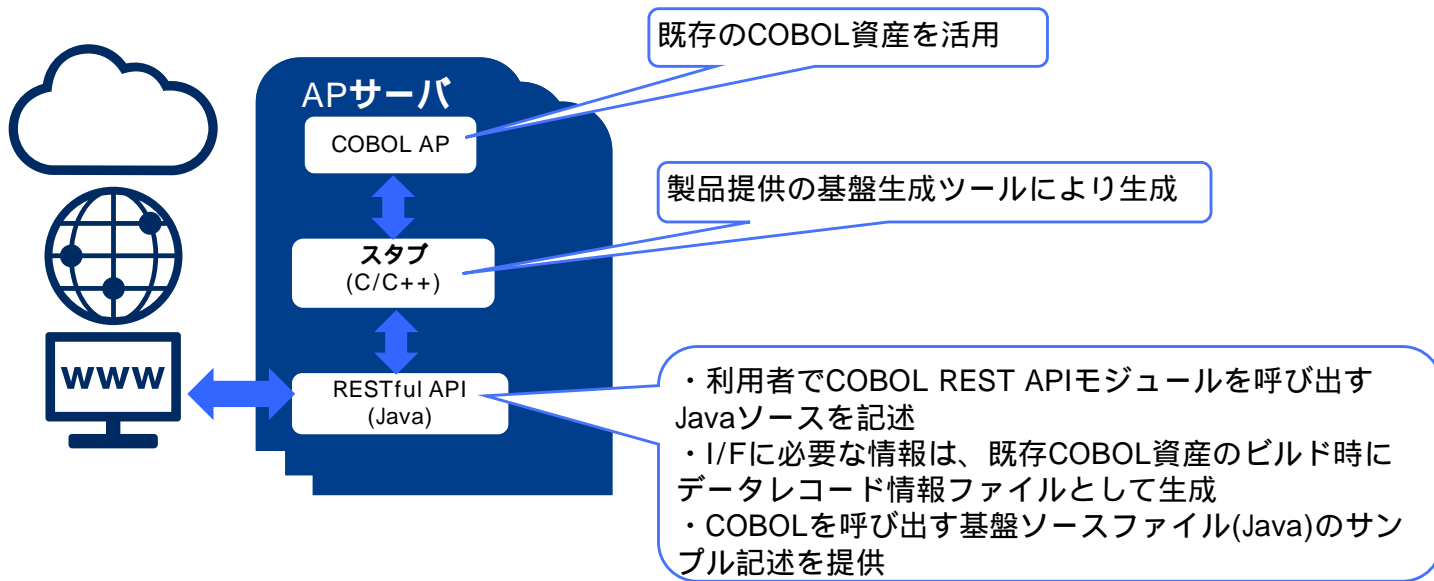 既存のCOBOL資産を活用
APサーバ
COBOL AP
製品提供の基盤生成ツールにより生成
スタブ
(C/C++)
www
RESTful API
(Java)
・利用者でCOBOL REST APIモジュールを呼び出す
Javaソースを記述
・I/Fに必要な情報は、既存COBOL資産のビルド時に
データレコード情報ファイルとして生成
・COBOLを呼び出す基盤ソースファイル(Java)のサン
プル記述を提供